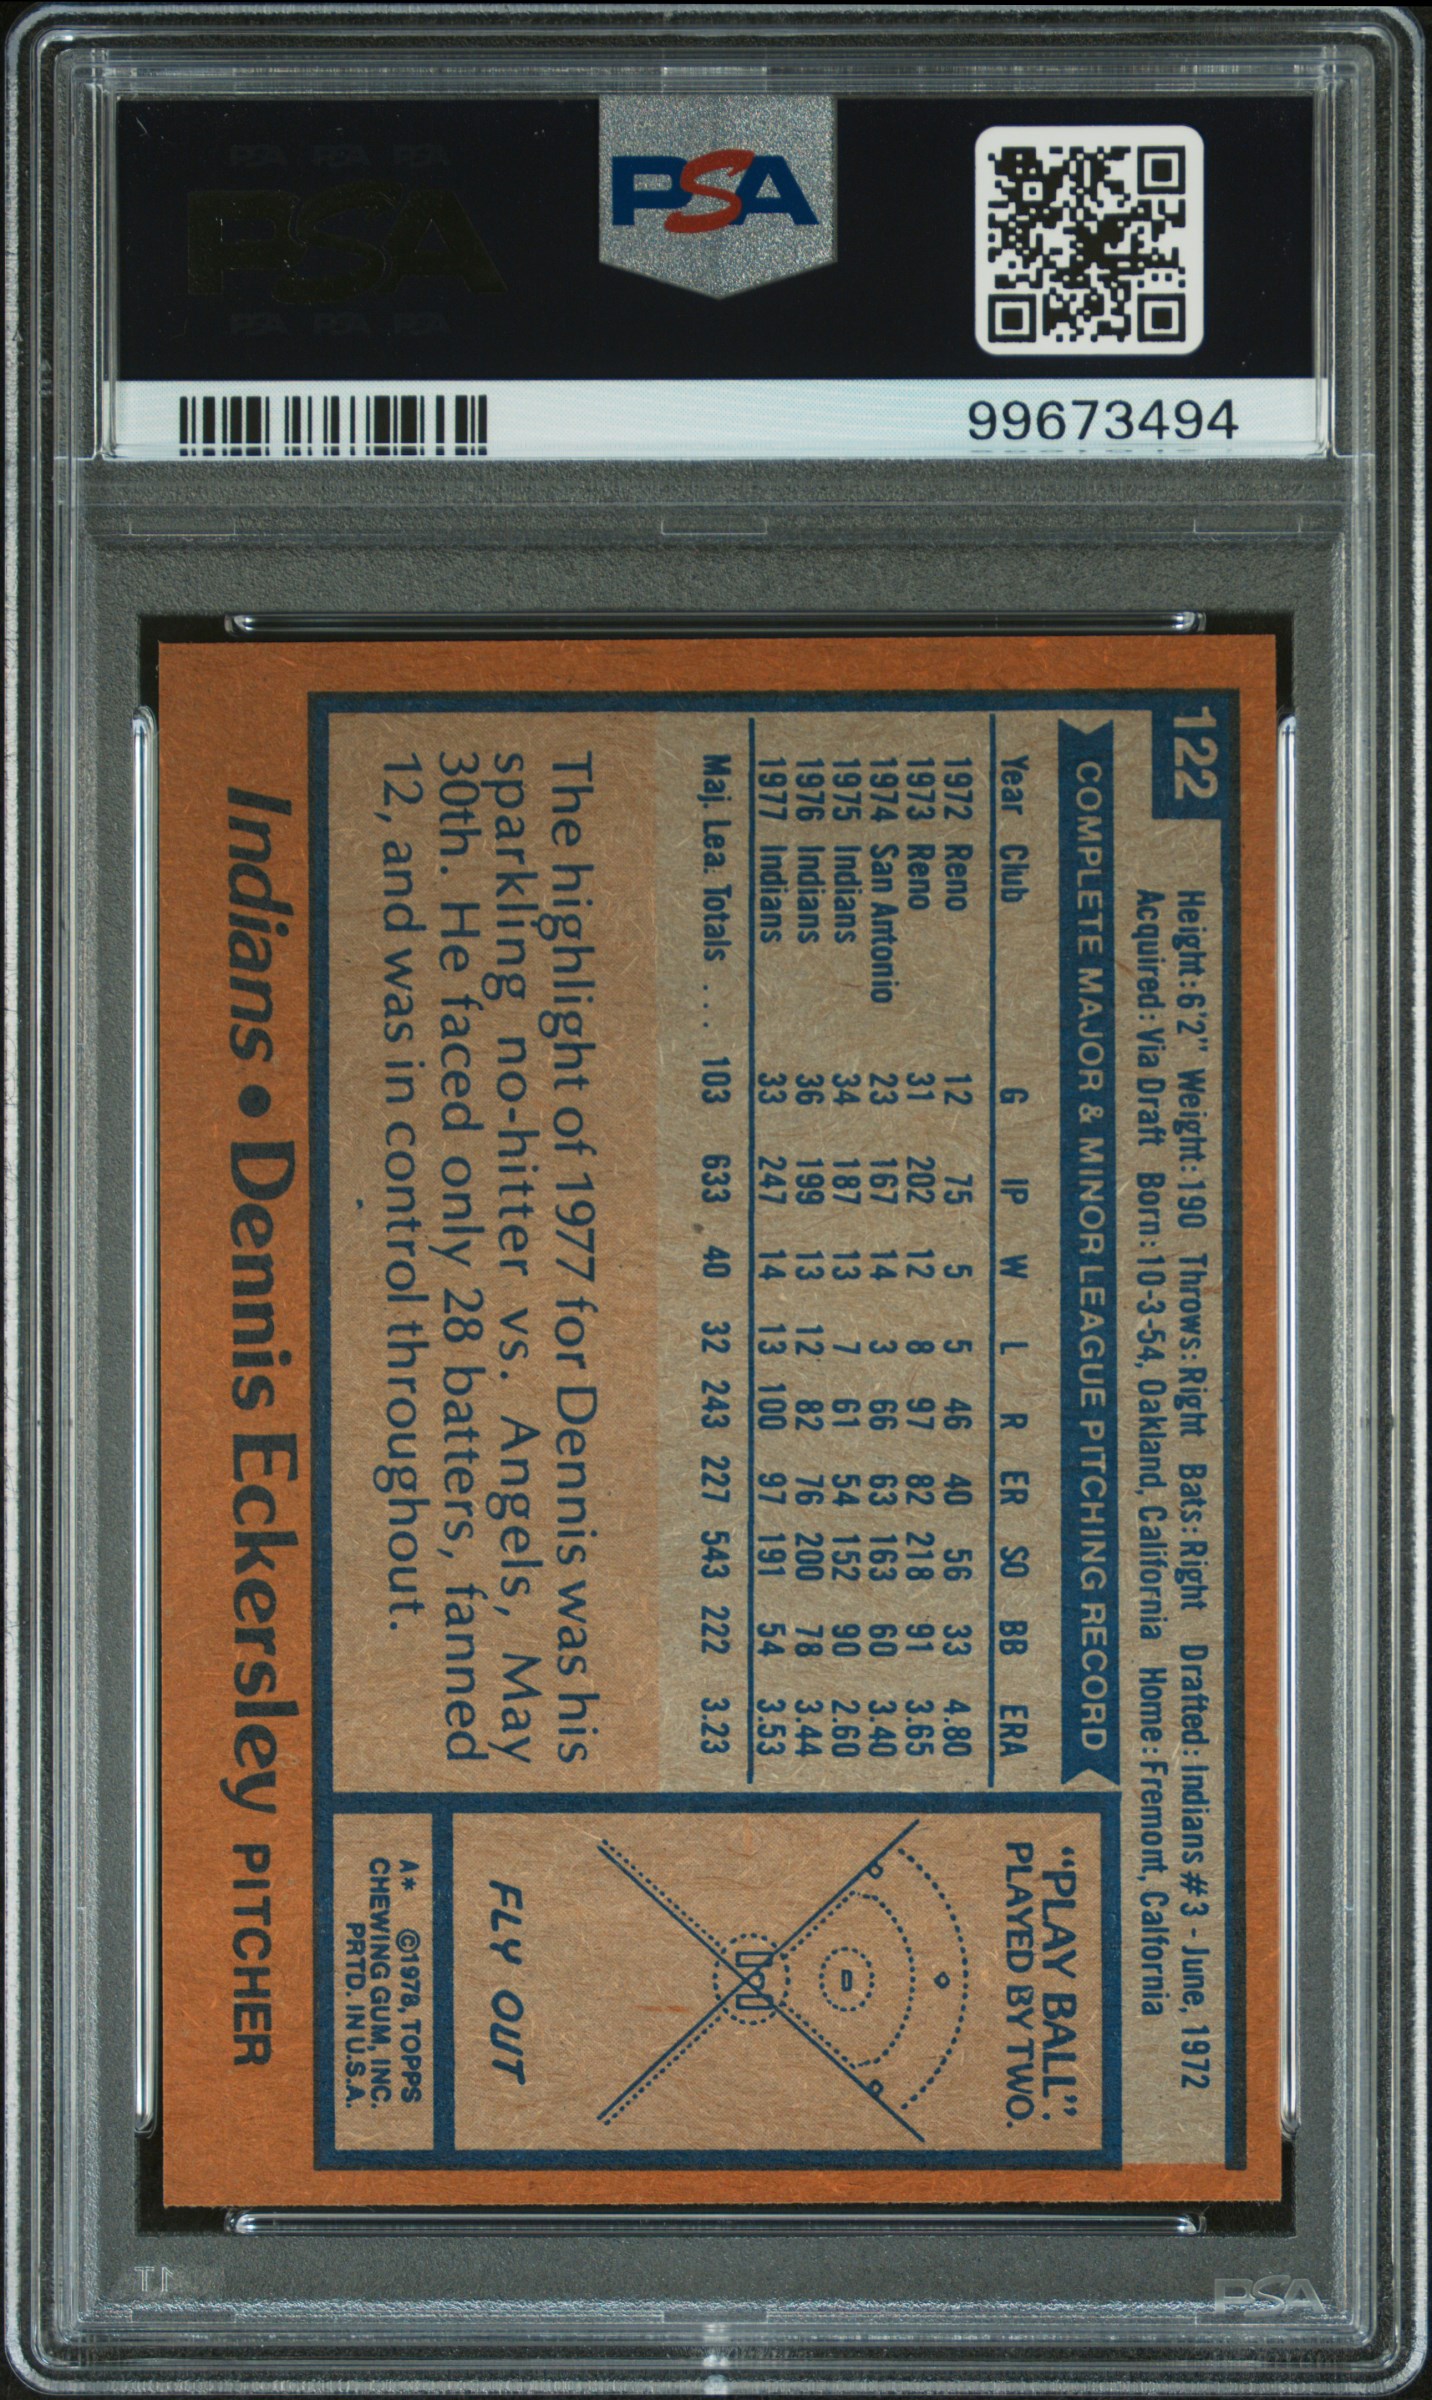 PSA PSA PSA
PSA
PSA PSA PSA
PSA
99673494
122
Height: 6'2" Weight: 190 Throws: Right Bats: Right Drafted: Indians #3 - June, 1972
Acquired: Via Draft Born: 10-3-54, Oakland, California Home: Fremont, Calfornia
COMPLETE MAJOR & MINOR LEAGUE PITCHING RECORD
Year Club G IP W L R ER SO BB ERA
1972 Reno 12 75 5 5 46 40 56 33 4.80
1973 Reno 31 202 12 8 97 82 218 91 3.65
1974 San Antonio 23 167 14 3 66 63 163 60 3.40
1975 Indians 34 187 13 7 61 54 152 90 2.60
1976 Indians 36 199 13 12 82 76 200 78 3.44
1977 Indians 33 247 14 13 100 97 191 54 3.53
Maj. Lea. Totals ... 103 633 40 32 243 227 543 222 3.23
The highlight of 1977 for Dennis was his
sparkling no-hitter vs. Angels, May
30th. He faced only 28 batters, fanned
12, and was in control throughout.
"PLAY BALL":
PLAYED BY TWO.
FLY OUT
A* ©1978, TOPPS
CHEWING GUM, INC.
PRTD. IN U.S.A.
Indians • Dennis Eckersley PITCHER
PSA